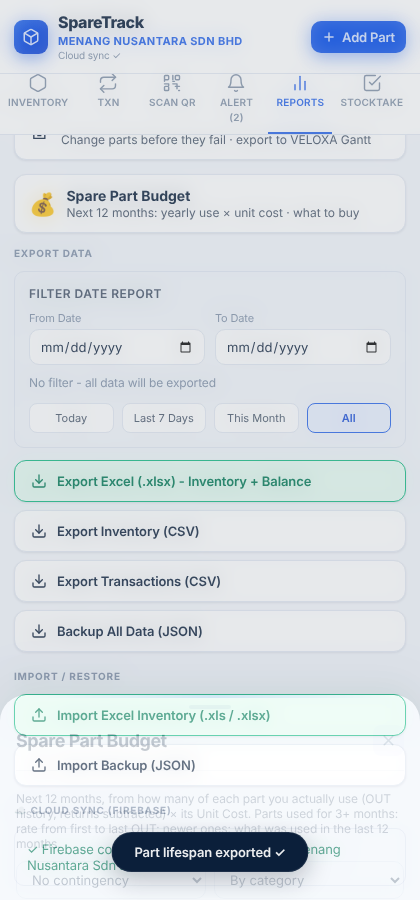 SpareTrack
MENANG NUSANTARA SDN BHD
Cloud sync ✓
+ Add Part
INVENTORY
TXN
SCAN QR
ALERT
(2)
REPORTS
STOCKTAKE
Change parts before they fail · export to VELOXA Gantt
Spare Part Budget
Next 12 months: yearly use × unit cost · what to buy
EXPORT DATA
FILTER DATE REPORT
From Date
To Date
mm/dd/yyyy
mm/dd/yyyy
No filter - all data will be exported
Today
Last 7 Days
This Month
All
Export Excel (.xlsx) - Inventory + Balance
Export Inventory (CSV)
Export Transactions (CSV)
Backup All Data (JSON)
IMPORT / RESTORE
Import Excel Inventory (.xls / .xlsx)
Spare Part Budget
Import Backup (JSON)
Next 12 months, from how many of each part you actually use (OUT
history, returns subtracted) × its Unit Cost. Parts used for 3+ months:
CLOUD SYNC (FIREBASE)
rate from first to last OUT; newer ones: what was used in the last 12
months.
✓ Firebase
Nusantara Sdn
Part lifespan exported ✓
No contingency
By category